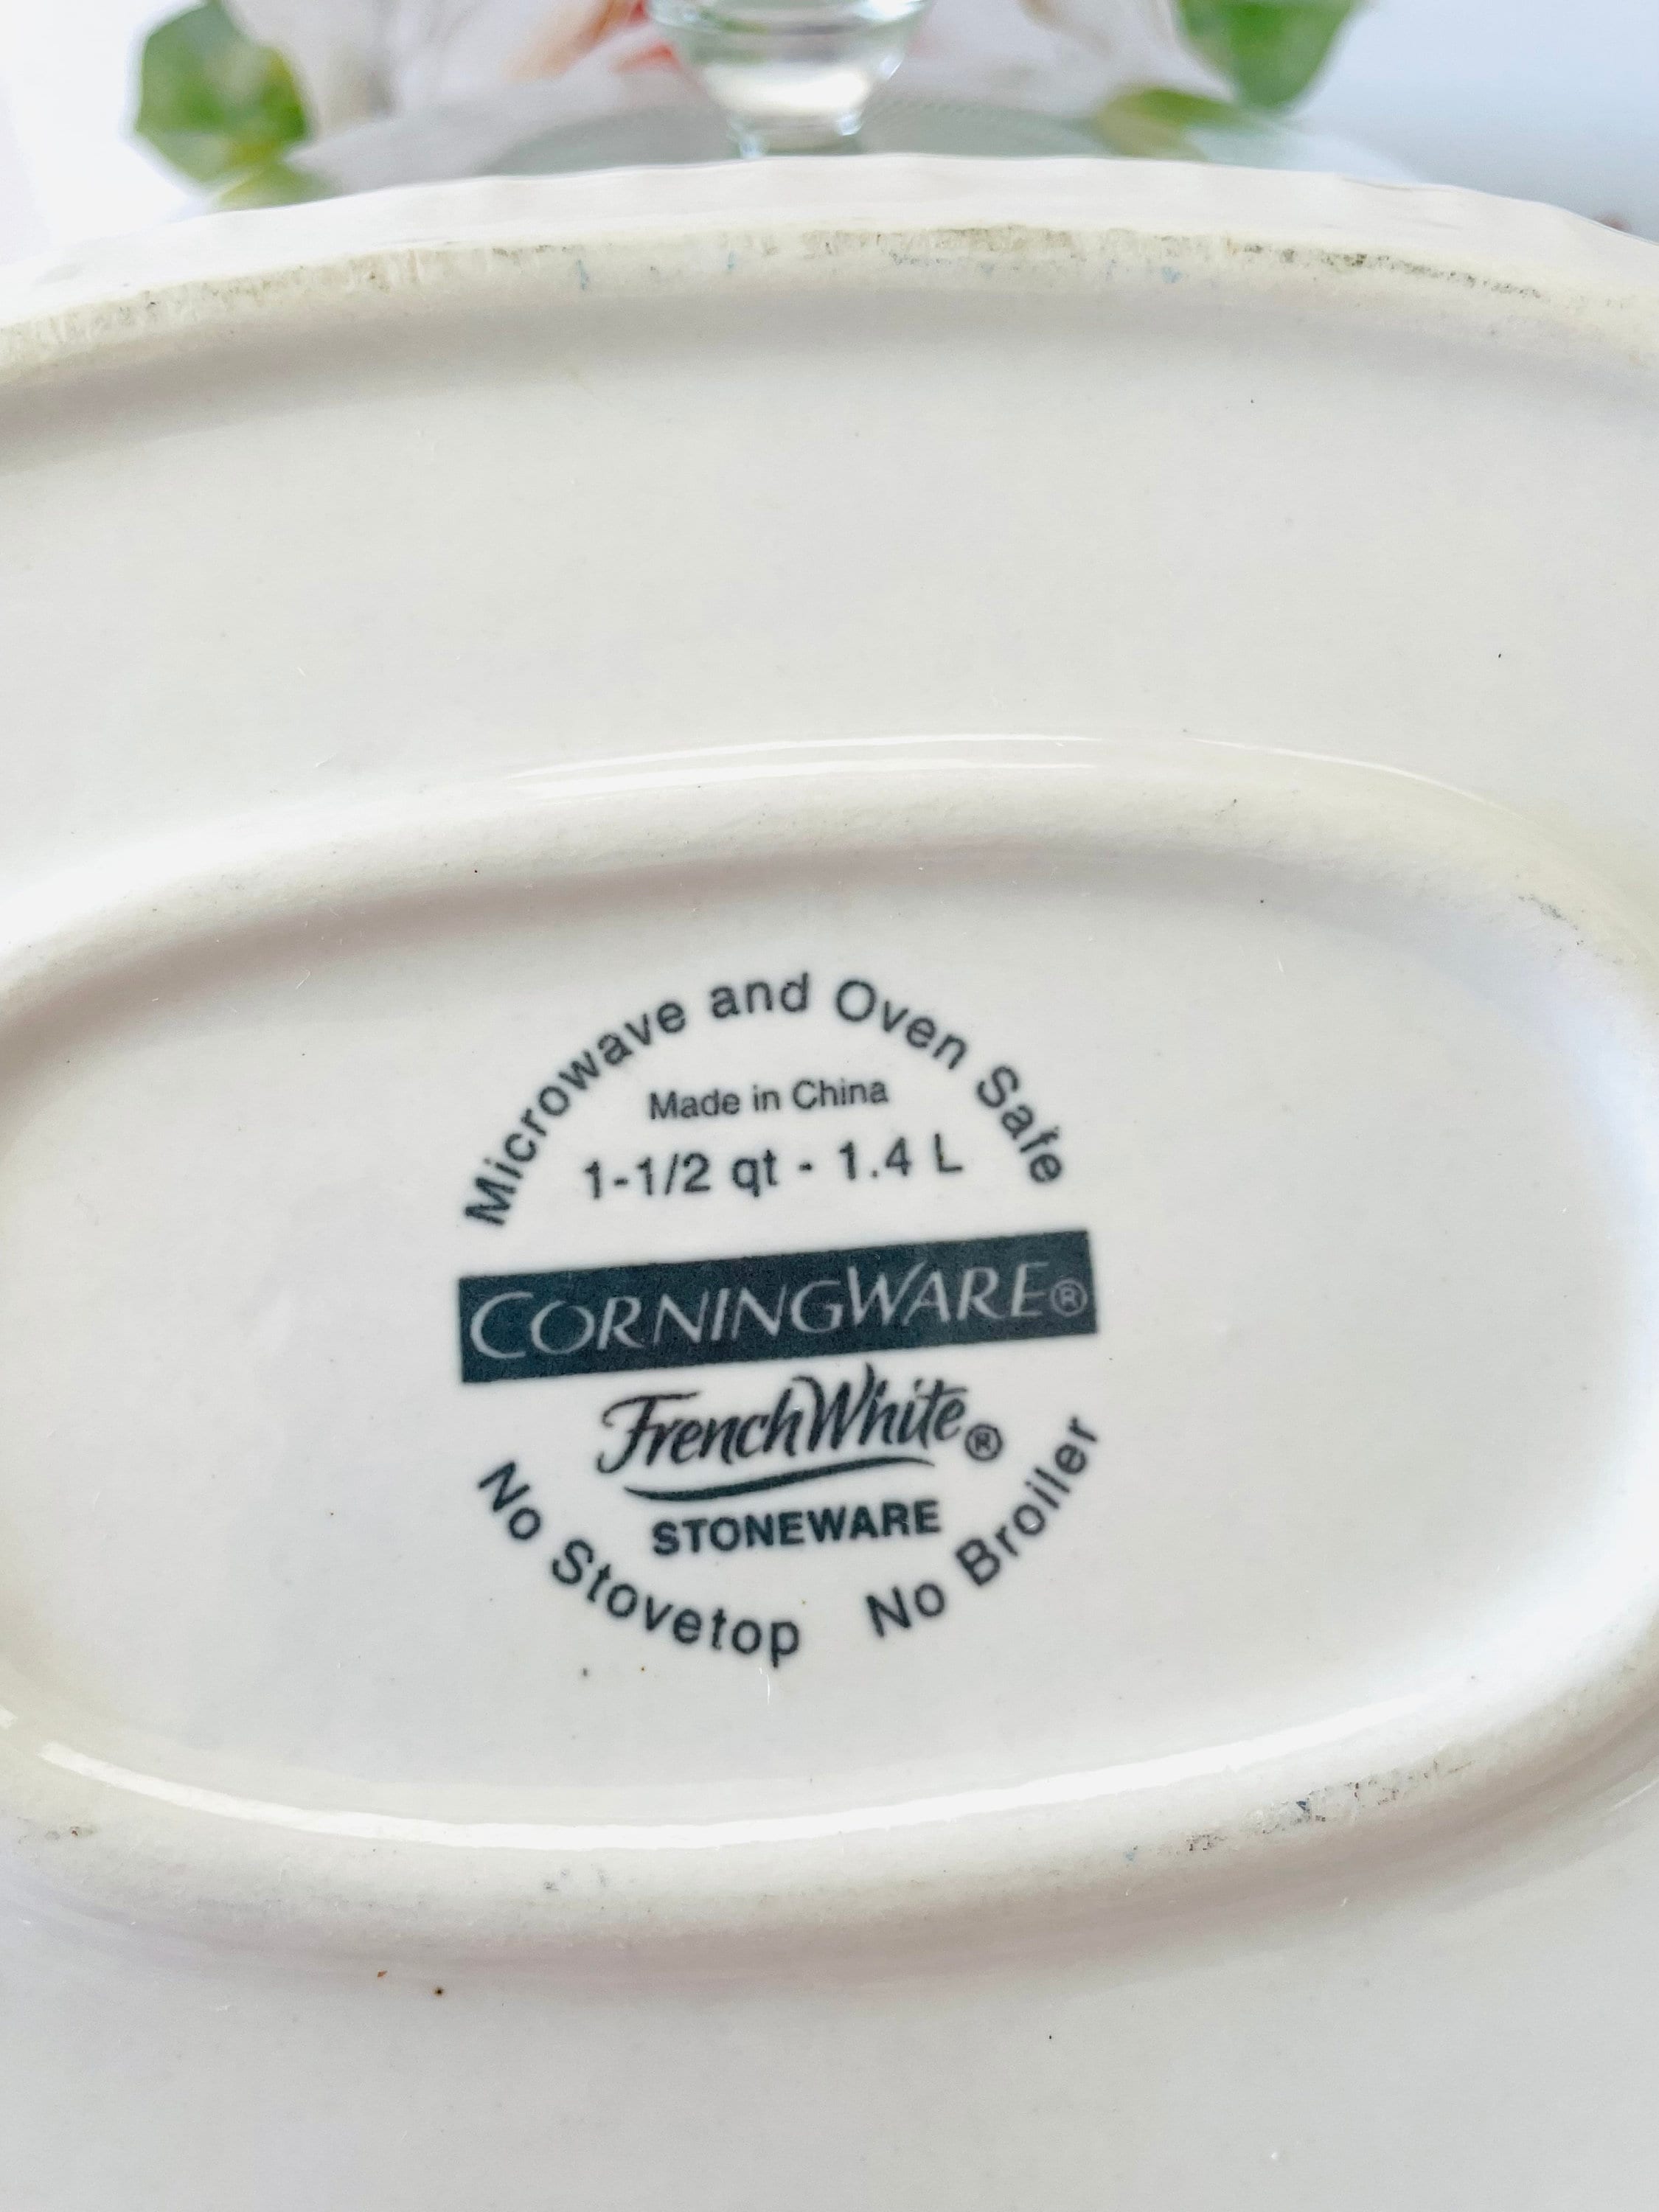 Microwave and Oven Safe
Made in China
1-1/2 qt - 1.4 L
CORNINGWARE®
FrenchWhite®
STONEWARE
No Stovetop No Broiler